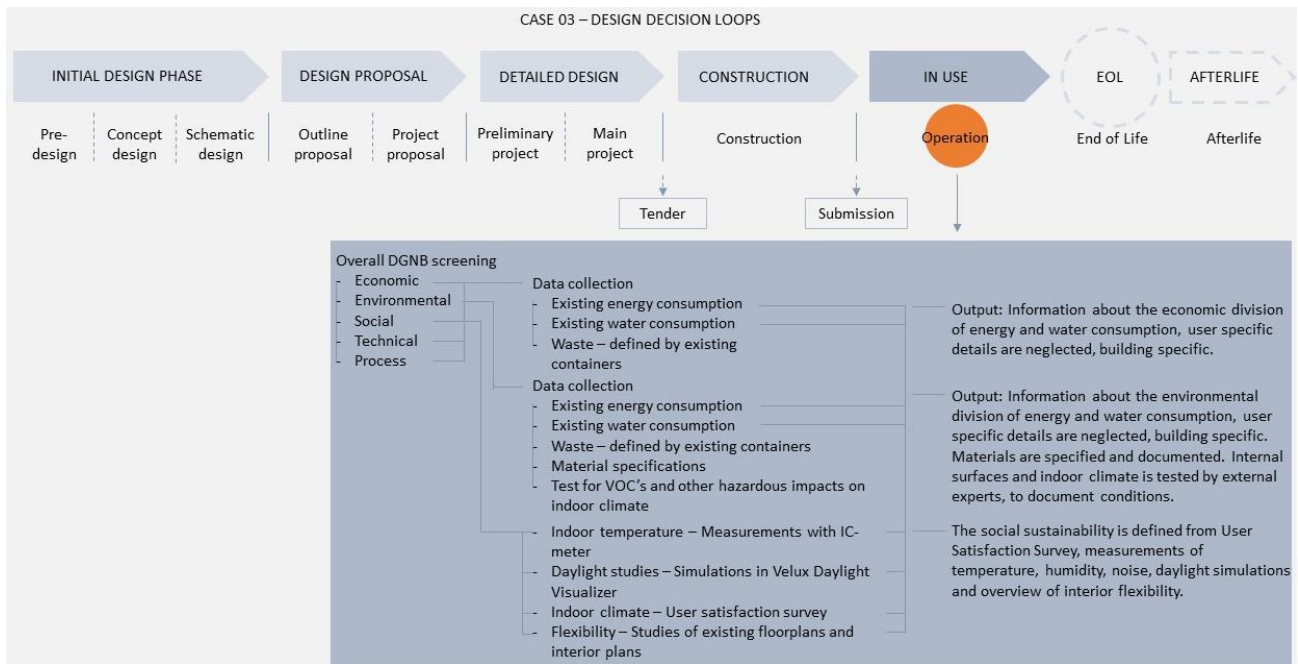 CASE 03 – DESIGN DECISION LOOPS
INITIAL DESIGN PHASE
DESIGN PROPOSAL
DETAILED DESIGN
CONSTRUCTION
IN USE
EOL
AFTERLIFE
Pre-
design
Concept
design
Schematic
design
Outline
proposal
Project
proposal
Preliminary
project
Main
project
Construction
Operation
End of Life
Afterlife
Tender
Submission
Overall DGNB screening
- Economic
- Environmental
- Social
- Technical
- Process
Data collection
- Existing energy consumption
- Existing water consumption
- Waste – defined by existing
containers
Data collection
- Existing energy consumption
- Existing water consumption
- Waste – defined by existing containers
- Material specifications
- Test for VOC's and other hazardous impacts on
indoor climate
- Indoor temperature – Measurements with IC-
meter
- Daylight studies – Simulations in Velux Daylight
Visualizer
- Indoor climate – User satisfaction survey
- Flexibility – Studies of existing floorplans and
interior plans
Output: Information about the economic division
of energy and water consumption, user specific
details are neglected, building specific.
Output: Information about the environmental
division of energy and water consumption, user
specific details are neglected, building specific.
Materials are specified and documented. Internal
surfaces and indoor climate is tested by external
experts, to document conditions.
The social sustainability is defined from User
Satisfaction Survey, measurements of
temperature, humidity, noise, daylight simulations
and overview of interior flexibility.